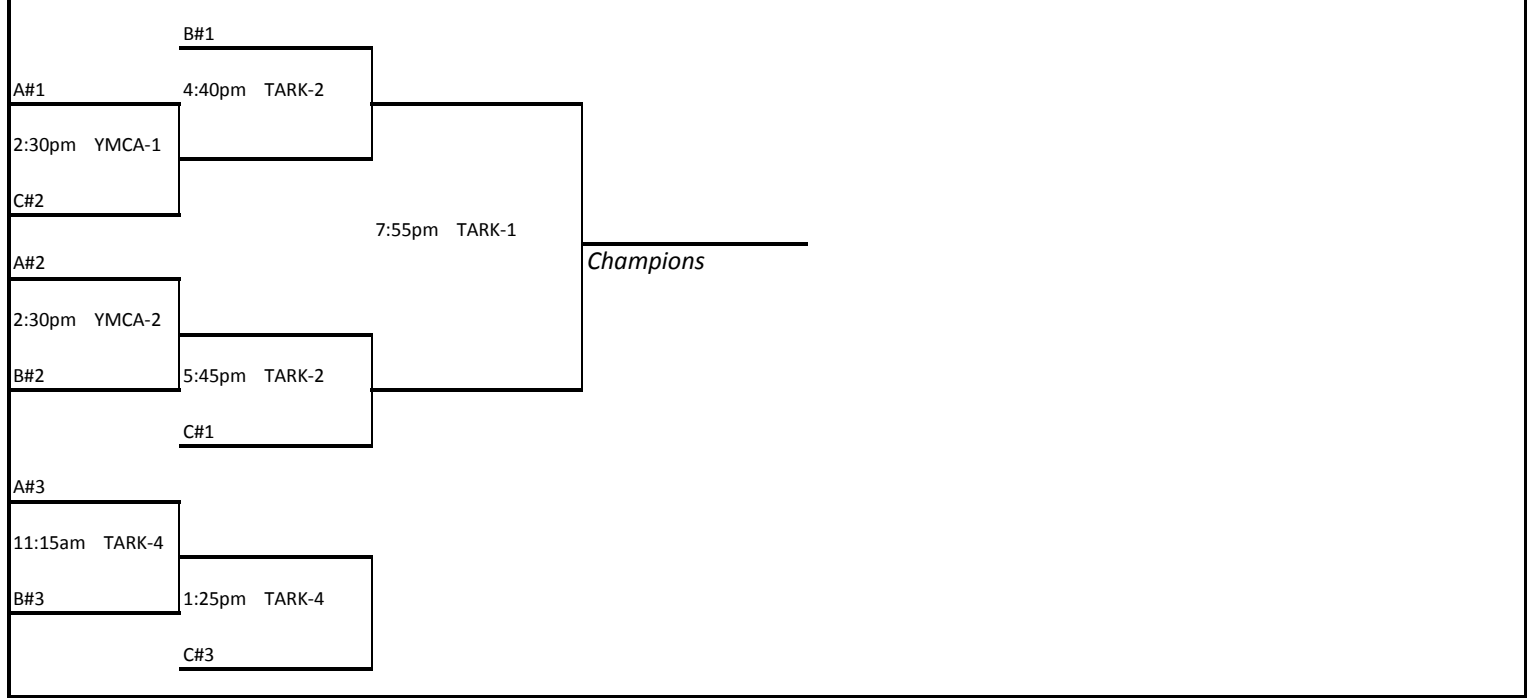 B#1
A#1 4:40pm TARK-2
2:30pm YMCA-1
C#2
7:55pm TARK-1
A#2 Champions
2:30pm YMCA-2
B#2 5:45pm TARK-2
C#1
A#3
11:15am TARK-4
B#3 1:25pm TARK-4
C#3